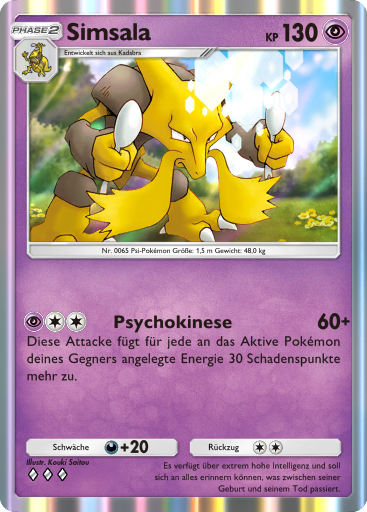 PHASE 2 Simsala KP 130
Entwickelt sich aus Kadabra
Nr. 0065 Psi-Pokémon Größe: 1,5 m Gewicht: 48,0 kg
Psychokinese 60+
Diese Attacke fügt für jede an das Aktive Pokémon
deines Gegners angelegte Energie 30 Schadenspunkte
mehr zu.
Schwäche +20 Rückzug
Illustr. Kouki Saitou
Es verfügt über extrem hohe Intelligenz und soll
sich an alles erinnern können, was zwischen seiner
Geburt und seinem Tod passiert.